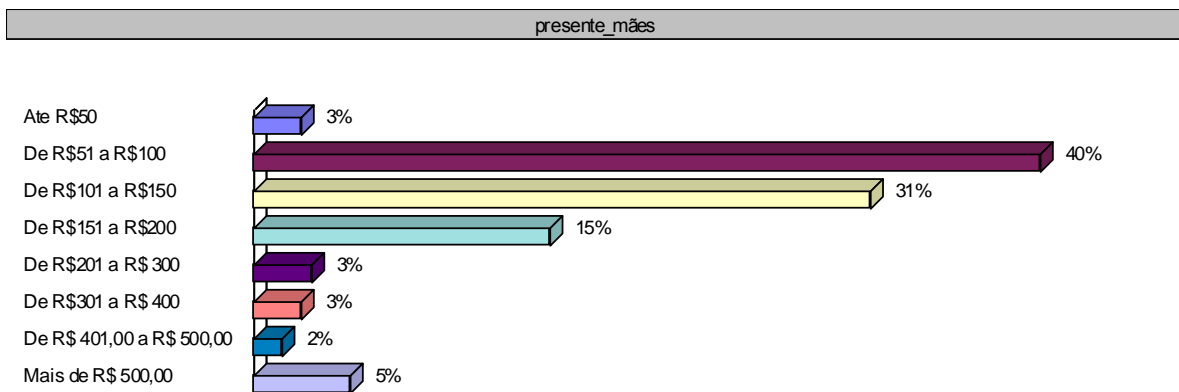 presente_mães
Ate R$50 3%
De R$51 a R$100 40%
De R$101 a R$150 31%
De R$151 a R$200 15%
De R$201 a R$ 300 3%
De R$301 a R$ 400 3%
De R$ 401,00 a R$ 500,00 2%
Mais de R$ 500,00 5%